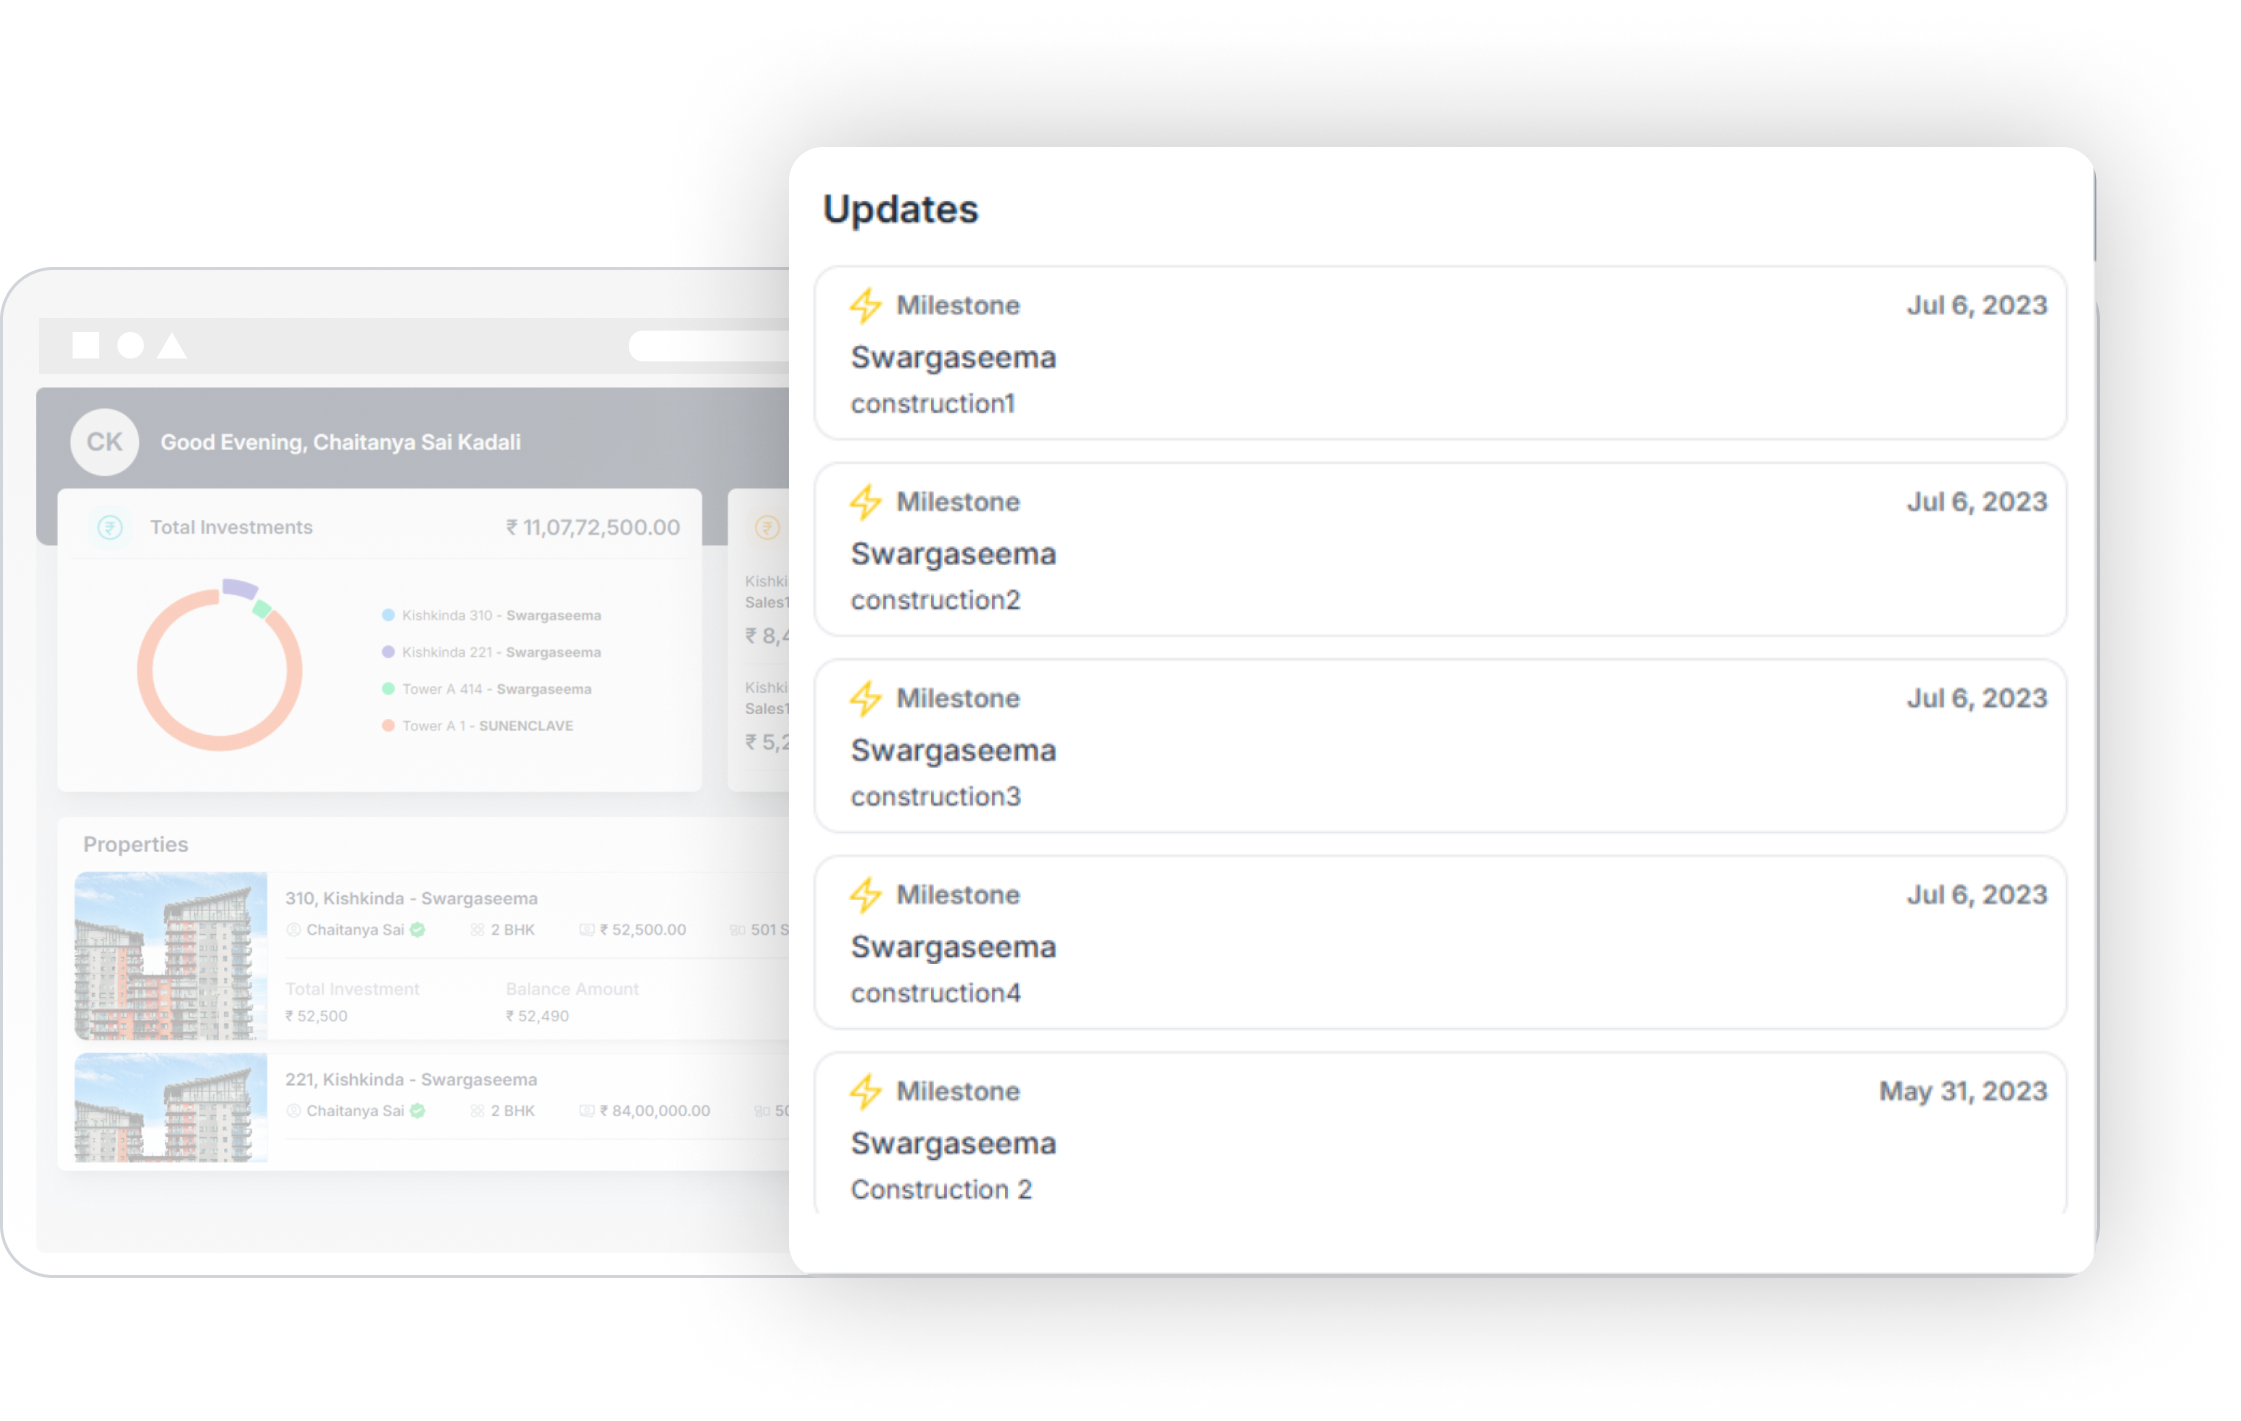 Updates
Milestone Jul 6, 2023
Swargaseema
construction1
Milestone Jul 6, 2023
Swargaseema
construction2
Milestone Jul 6, 2023
Swargaseema
construction3
Milestone Jul 6, 2023
Swargaseema
construction4
Milestone May 31, 2023
Swargaseema
Construction 2
CK Good Evening, Chaitanya Sai Kadali
₹ Total Investments ₹ 11,07,72,500.00
Kishkinda 310 - Swargaseema
Kishkinda 221 - Swargaseema
Tower A 414 - Swargaseema
Tower A 1 - SUNENCLAVE
₹
Kishki
Sales1
₹ 8,4
Kishki
Sales1
₹ 5,2
Properties
310, Kishkinda - Swargaseema
Chaitanya Sai 2 BHK ₹ 52,500.00 501 S
Total Investment Balance Amount
₹ 52,500 ₹ 52,490
221, Kishkinda - Swargaseema
Chaitanya Sai 2 BHK ₹ 84,00,000.00 50